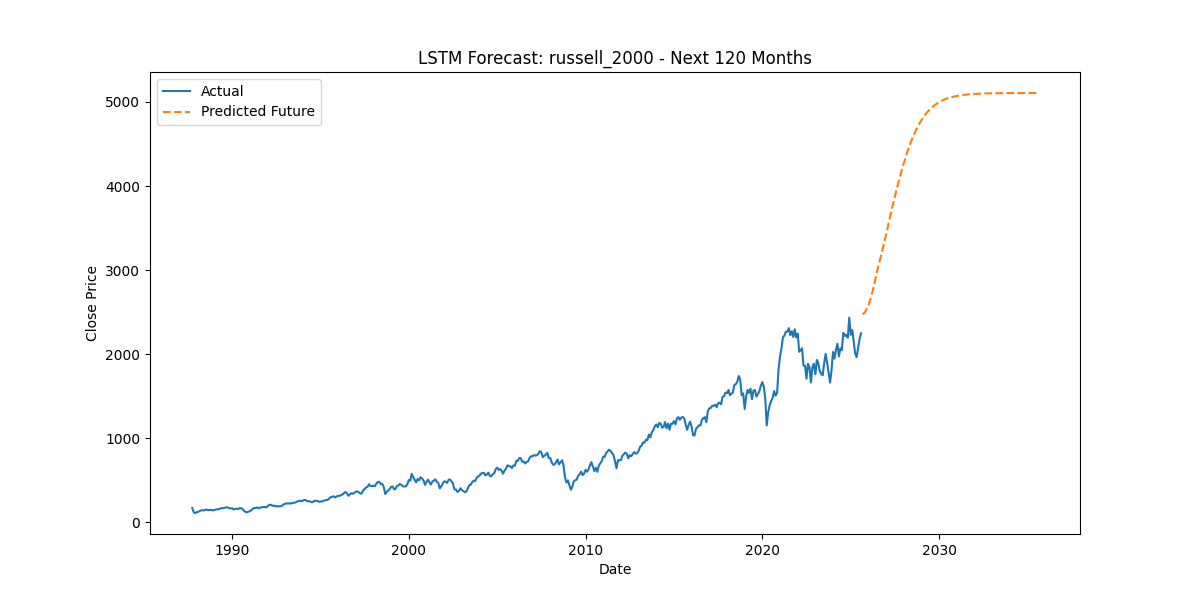 LSTM Forecast: russell_2000 - Next 120 Months
Actual
Predicted Future
Close Price
5000
4000
3000
2000
1000
0
1990
2000
2010
2020
2030
Date